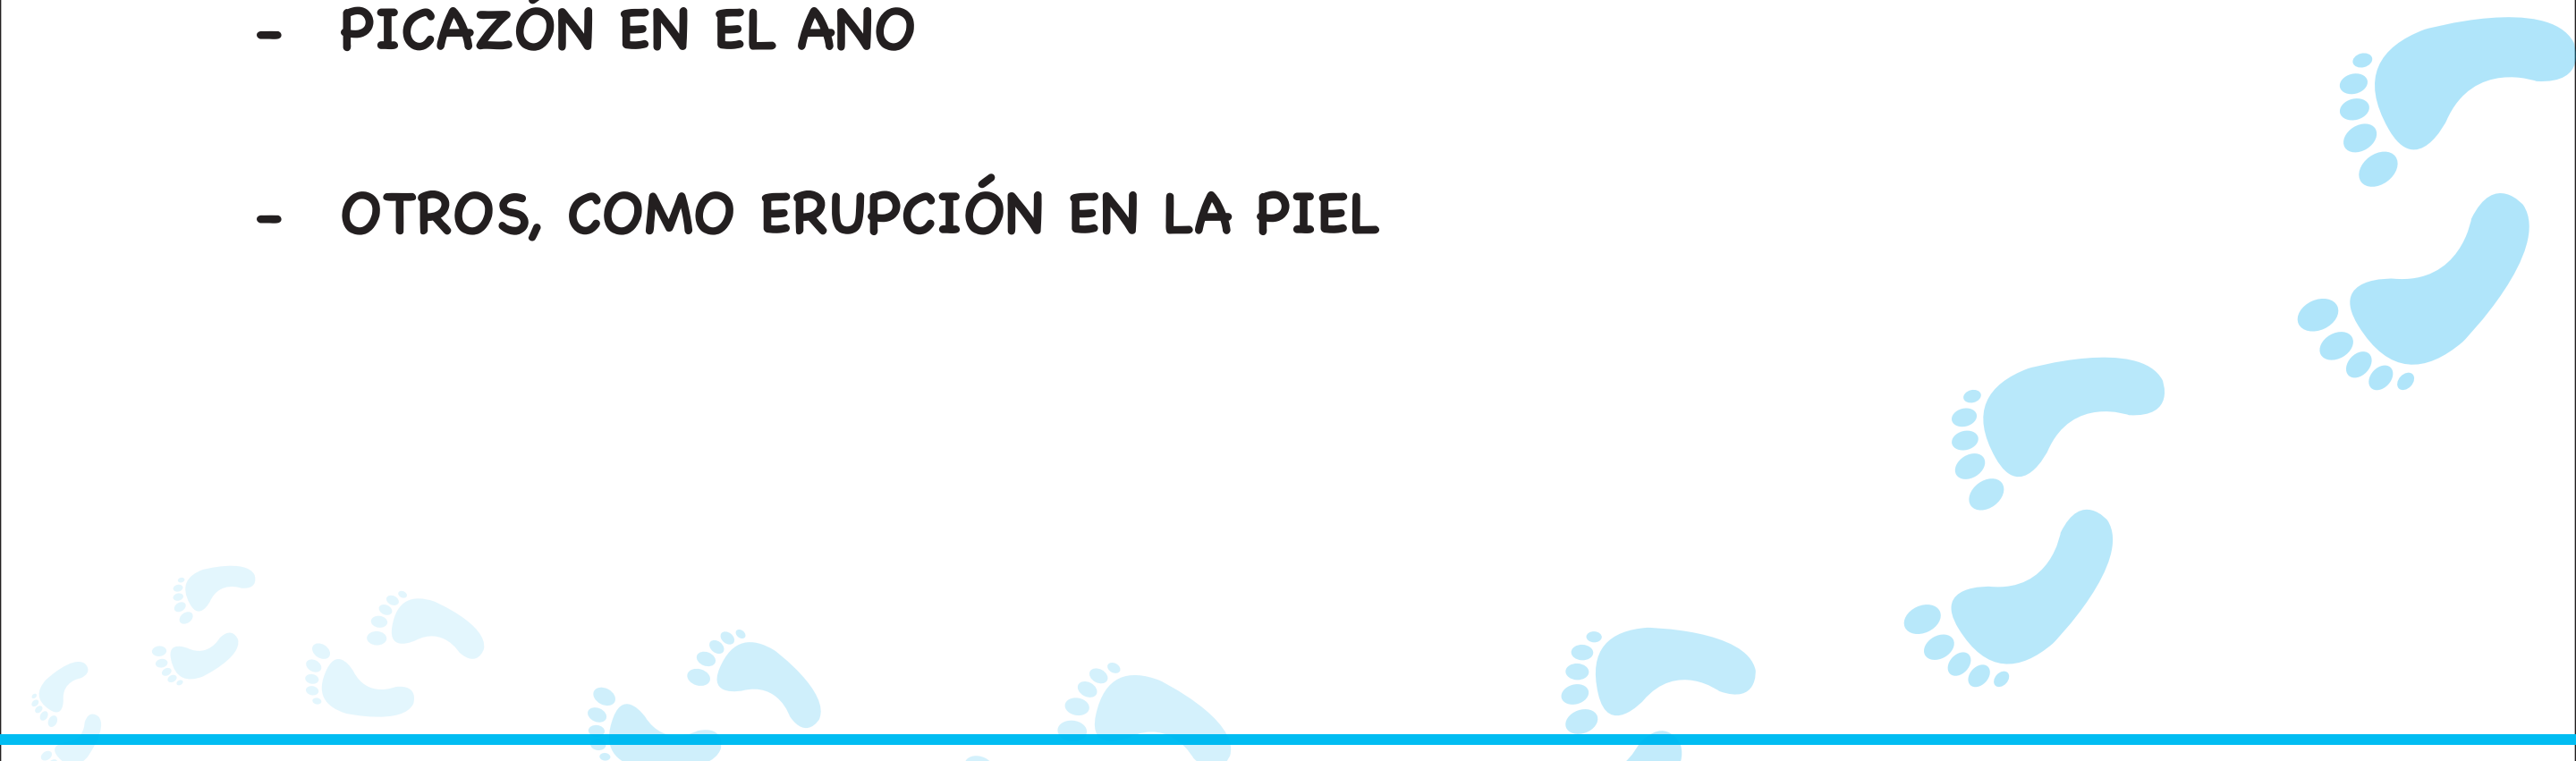 - PICAZÓN EN EL ANO
- OTROS, COMO ERUPCIÓN EN LA PIEL